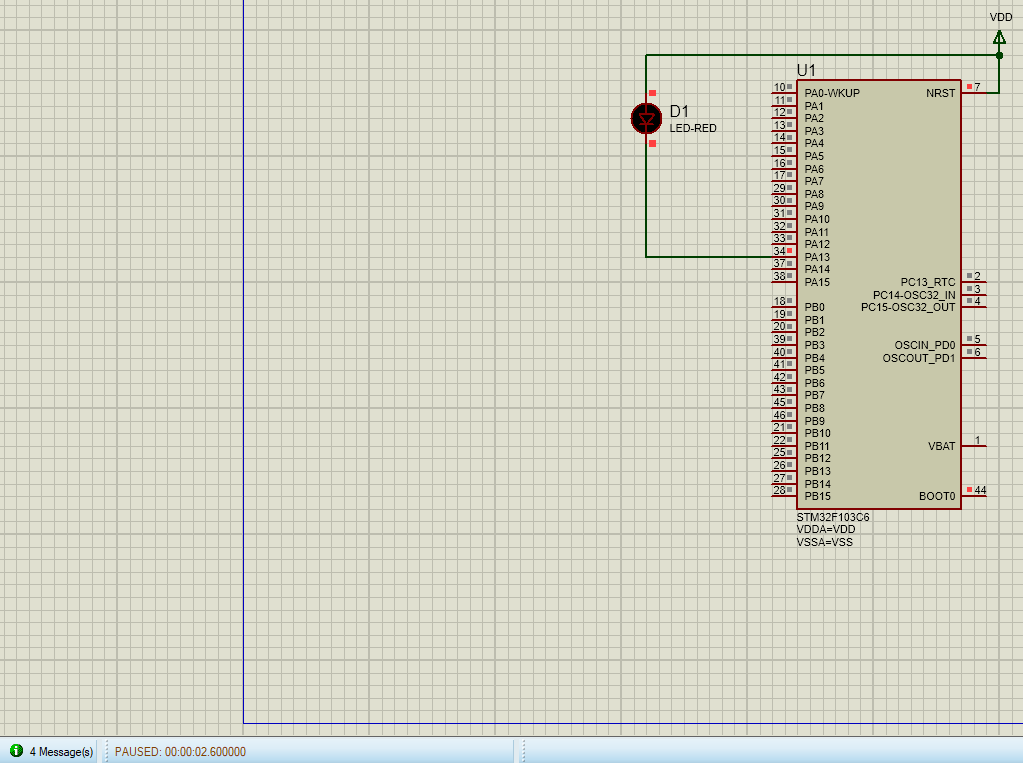 VDD
U1
10 PA0-WKUP NRST 7
11 PA1
12 PA2
13 PA3
14 PA4
15 PA5
16 PA6
17 PA7
29 PA8
30 PA9
31 PA10
32 PA11
33 PA12
34 PA13
37 PA14
38 PA15 PC13_RTC 2
PC14-OSC32_IN 3
18 PB0 PC15-OSC32_OUT 4
19 PB1
20 PB2
39 PB3 OSCIN_PD0 5
40 PB4 OSCOUT_PD1 6
41 PB5
42 PB6
43 PB7
45 PB8
46 PB9
21 PB10
22 PB11 VBAT 1
25 PB12
26 PB13
27 PB14
28 PB15 BOOT0 44
D1
LED-RED
STM32F103C6
VDDA=VDD
VSSA=VSS
4 Message(s) PAUSED: 00:00:02.600000